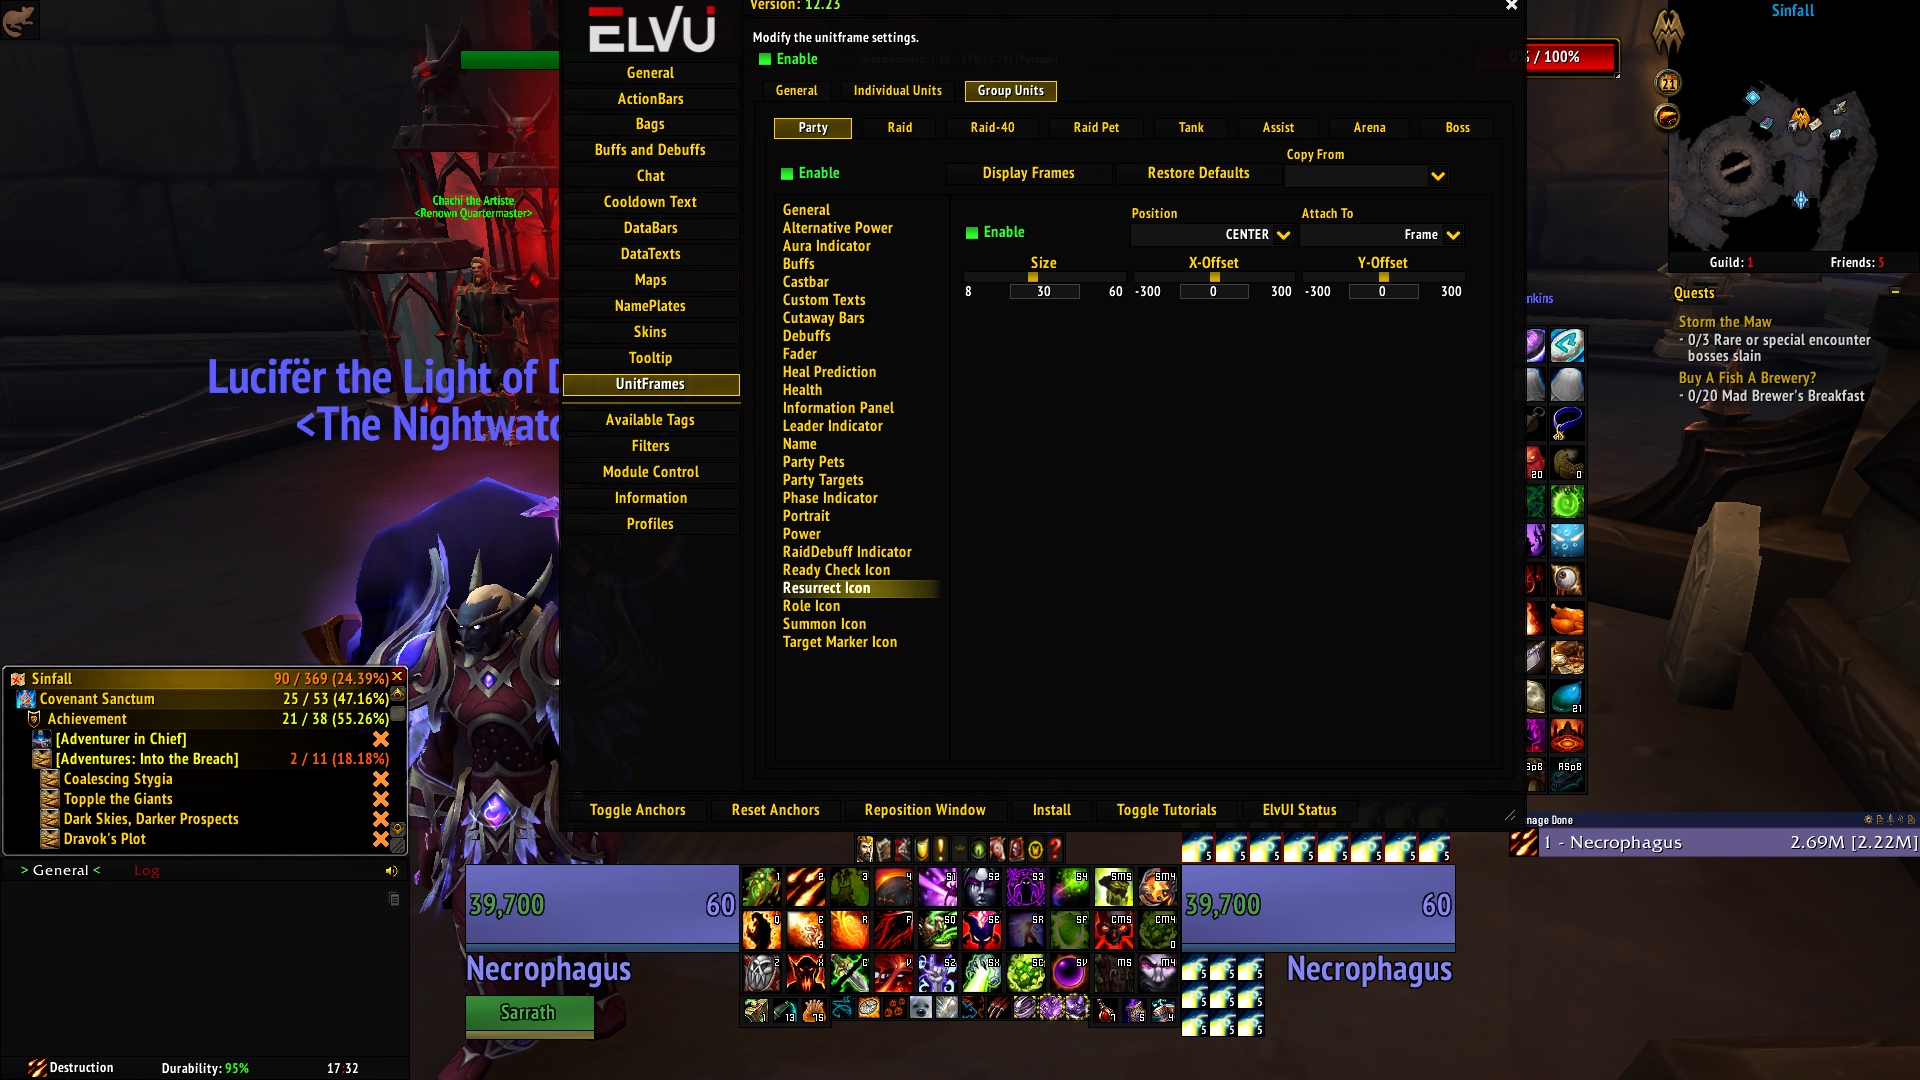 Version: 12.23
Sinfall
ELVUI
Modify the unitframe settings.
Enable
General
Individual Units
Group Units
Party
Raid
Raid-40
Raid Pet
Tank
Assist
Arena
Boss
Enable
Display Frames
Restore Defaults
Copy From
General
ActionBars
Bags
Buffs and Debuffs
Chat
Cooldown Text
DataBars
DataTexts
Maps
NamePlates
Skins
Tooltip
UnitFrames
Available Tags
Filters
Module Control
Information
Profiles
General
Alternative Power
Aura Indicator
Buffs
Castbar
Custom Texts
Cutaway Bars
Debuffs
Fader
Heal Prediction
Health
Information Panel
Leader Indicator
Name
Party Pets
Party Targets
Phase Indicator
Portrait
Power
RaidDebuff Indicator
Ready Check Icon
Resurrect Icon
Role Icon
Summon Icon
Target Marker Icon
Enable
Position
CENTER
Attach To
Frame
Size
8 30 60
X-Offset
-300 0 300
Y-Offset
-300 0 300
Toggle Anchors
Reset Anchors
Reposition Window
Install
Toggle Tutorials
ElvUI Status
/ 100%
21
Guild: 1
Friends: 5
Quests
Storm the Maw
- 0/3 Rare or special encounter
bosses slain
Buy A Fish A Brewery?
- 0/20 Mad Brewer's Breakfast
Chachi the Artiste
<Renown Quartermaster>
Lucifër the Light of D
<The Nightwatc
Sinfall 90 / 369 (24.39%)
Covenant Sanctum 25 / 53 (47.16%)
Achievement 21 / 38 (55.26%)
[Adventurer in Chief]
[Adventures: Into the Breach] 2 / 11 (18.18%)
Coalescing Stygia
Topple the Giants
Dark Skies, Darker Prospects
Dravok's Plot
> General <
Log
Destruction
Durability: 95%
17:32
39,700 60
Necrophagus
Sarrath
39,700 60
Necrophagus
mage Done
1 - Necrophagus 2.69M [2.22M]